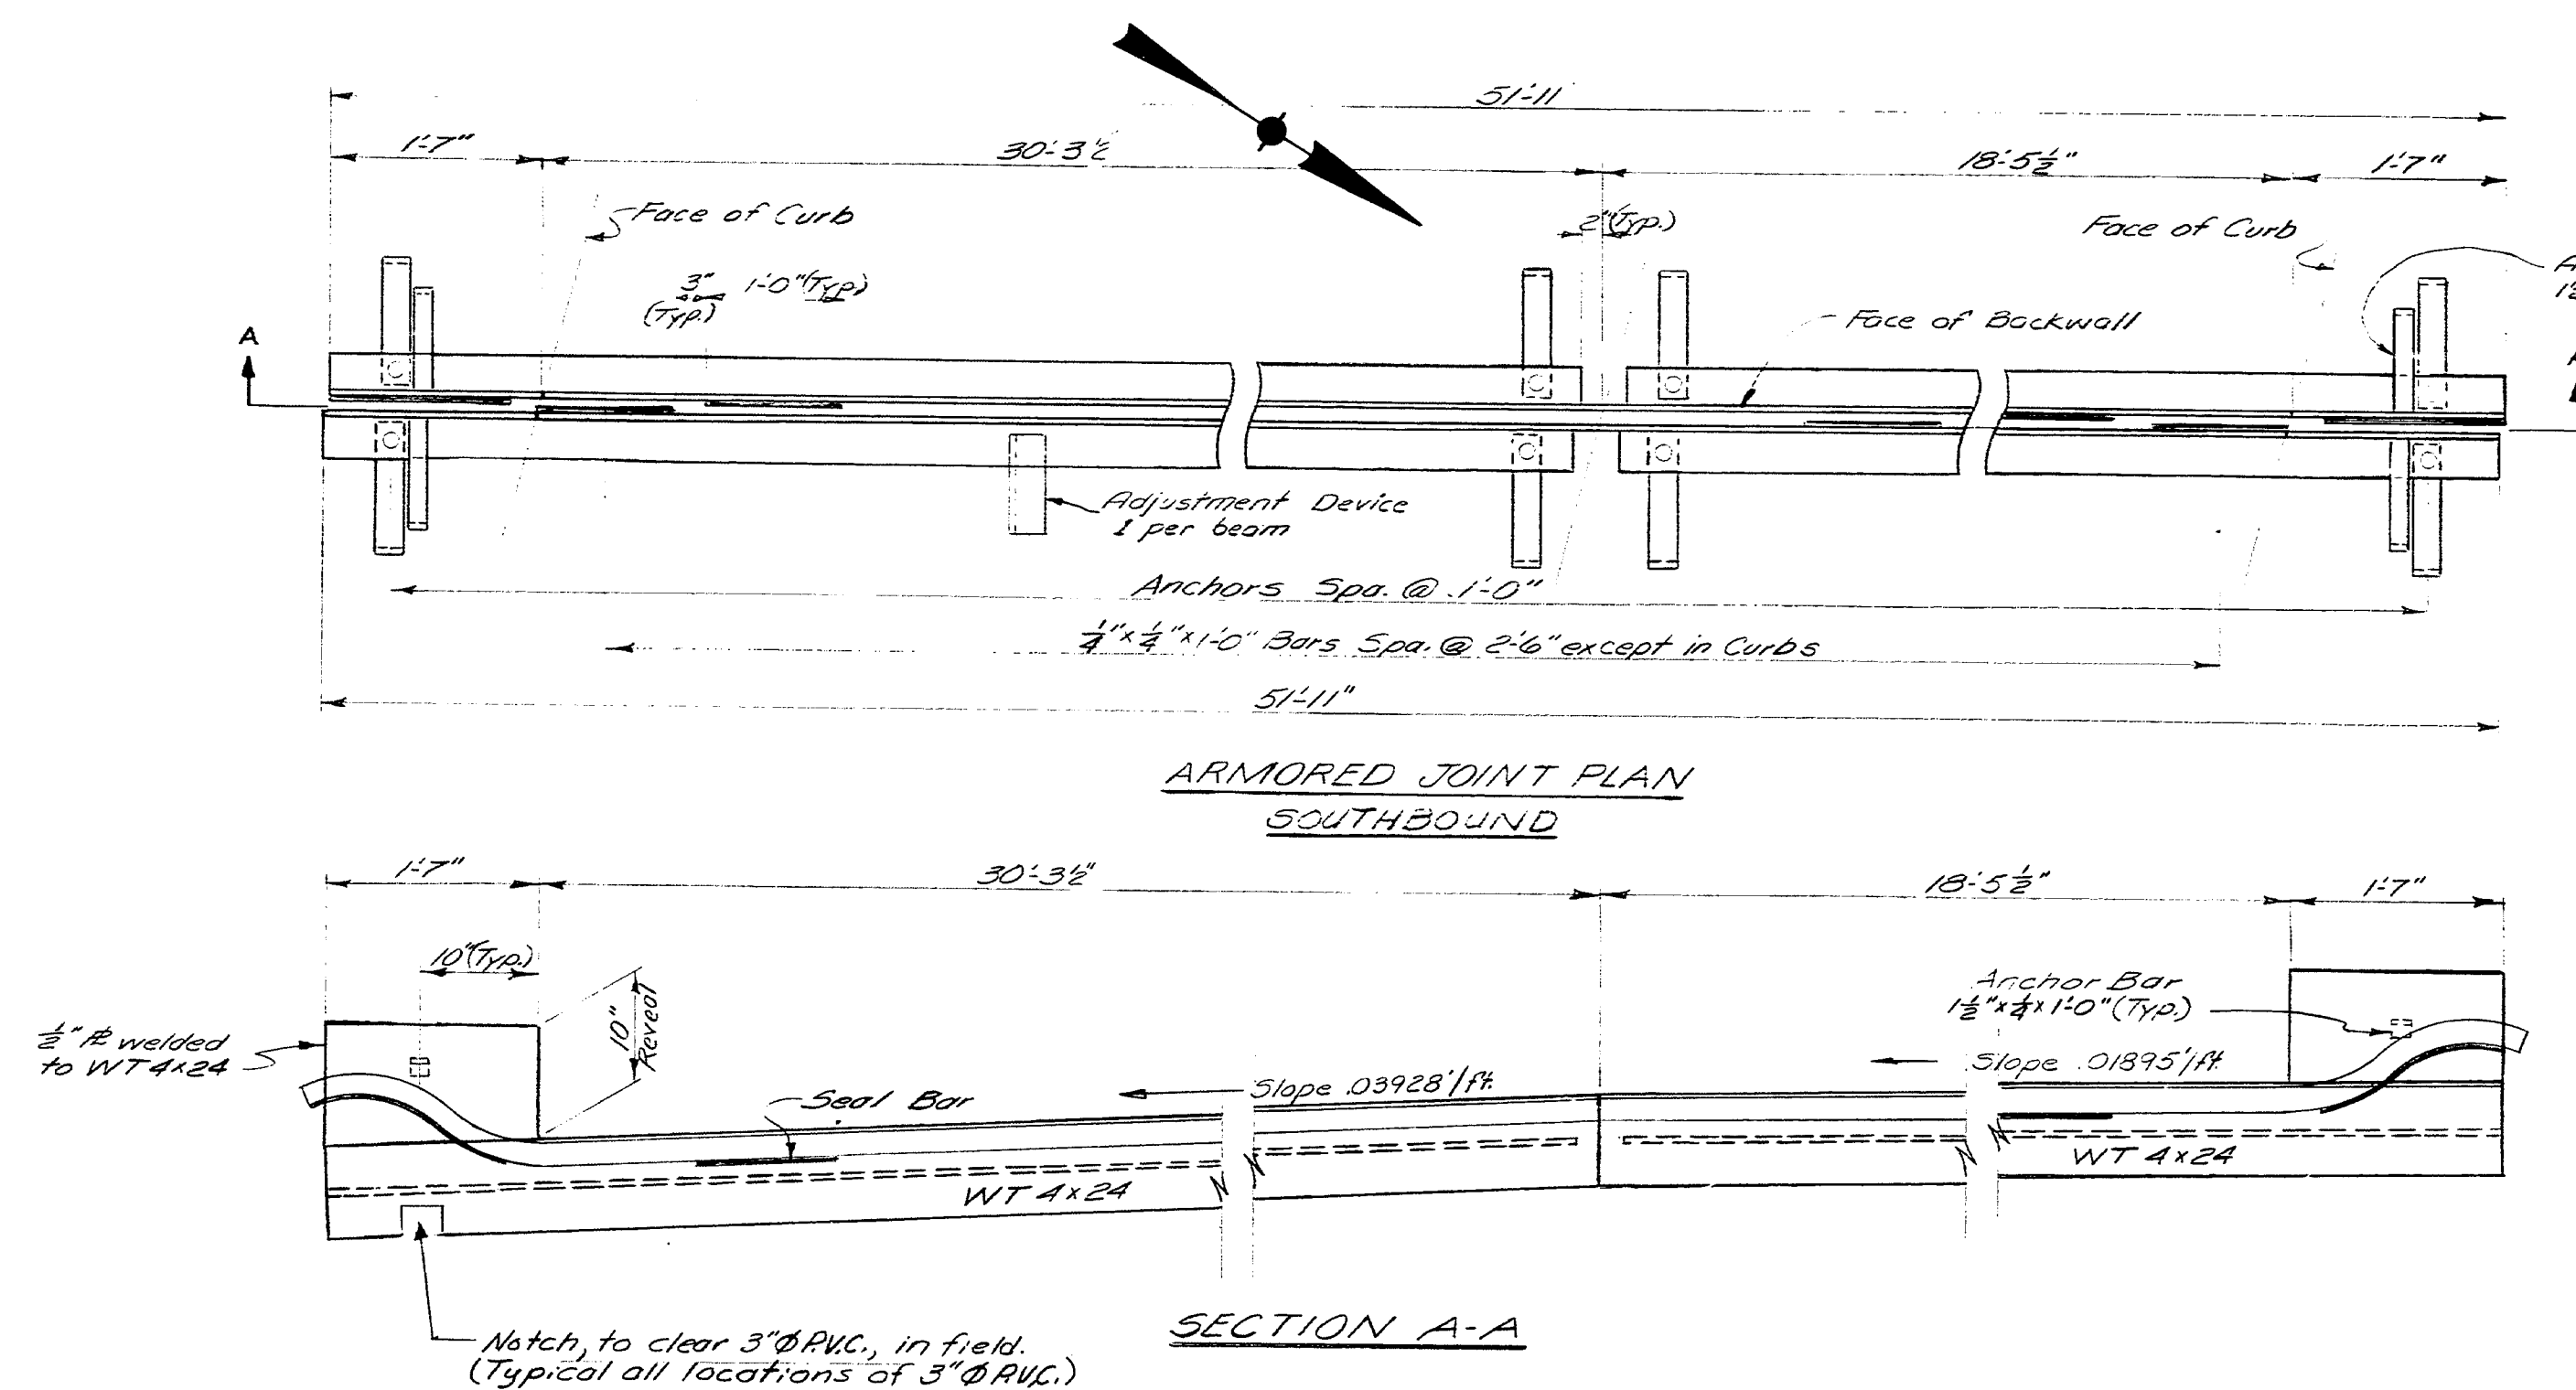 51'-11
1'-7"
30'-3½
18'-5½"
1'-7"
Face of Curb
2"(Typ.)
Face of Curb
3"
(Typ.)
1'-0"(Typ.)
A
Face of Backwall
Adjustment Device
1 per beam
Anchors Spa. @ 1'-0"
¼"x¼"x1'-0" Bars Spa. @ 2'-6" except in Curbs
51'-11"
ARMORED JOINT PLAN
SOUTHBOUND
1'-7"
30'-3½"
18'-5½"
1'-7"
10"(Typ.)
10"
Reveal
Anchor Bar
1½"x¼x1'-0"(Typ.)
½" ℄ welded
to WT4x24
Seal Bar
Slope .03928'/ft.
Slope .01895'/ft.
WT 4x24
WT 4x24
Notch, to clear 3"Ø P.V.C., in field.
(Typical all locations of 3"Ø P.V.C.)
SECTION A-A